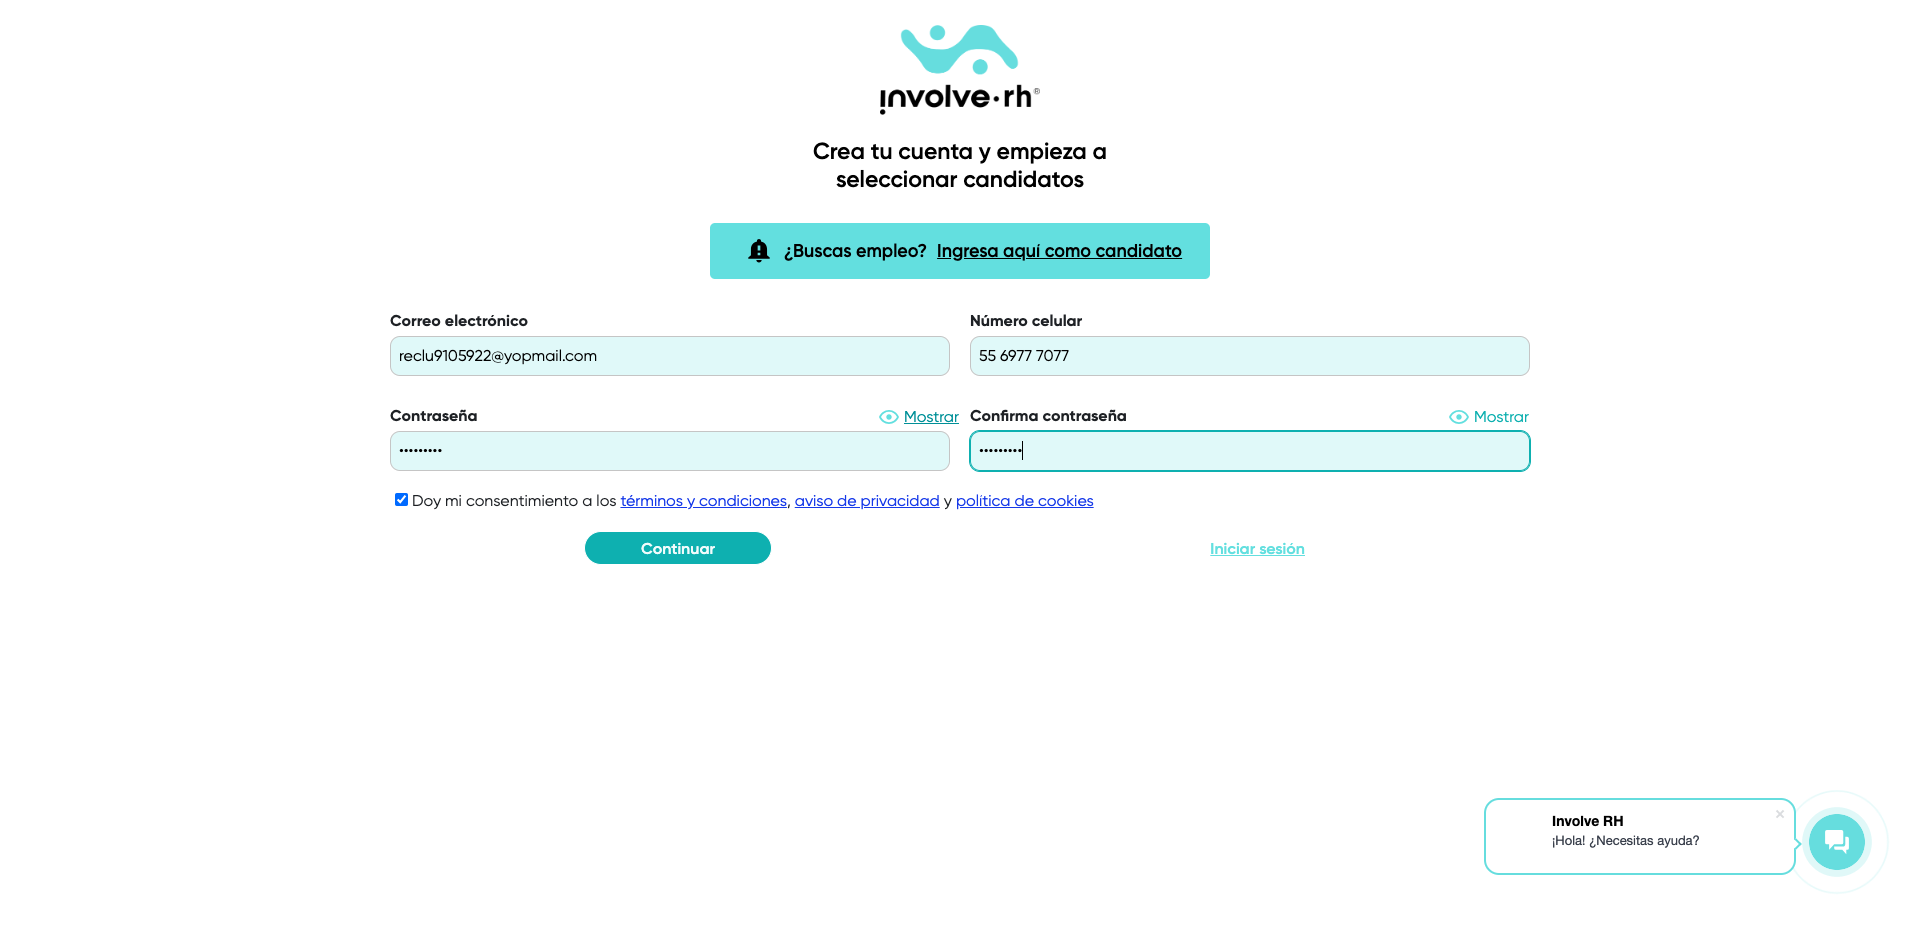 involve·rh®
Crea tu cuenta y empieza a
seleccionar candidatos
¿Buscas empleo? Ingresa aquí como candidato
Correo electrónico
Número celular
reclu9105922@yopmail.com
55 6977 7077
Contraseña
Mostrar
Confirma contraseña
Mostrar
•••••••••
•••••••••
Doy mi consentimiento a los términos y condiciones, aviso de privacidad y política de cookies
Continuar
Iniciar sesión
Involve RH
¡Hola! ¿Necesitas ayuda?